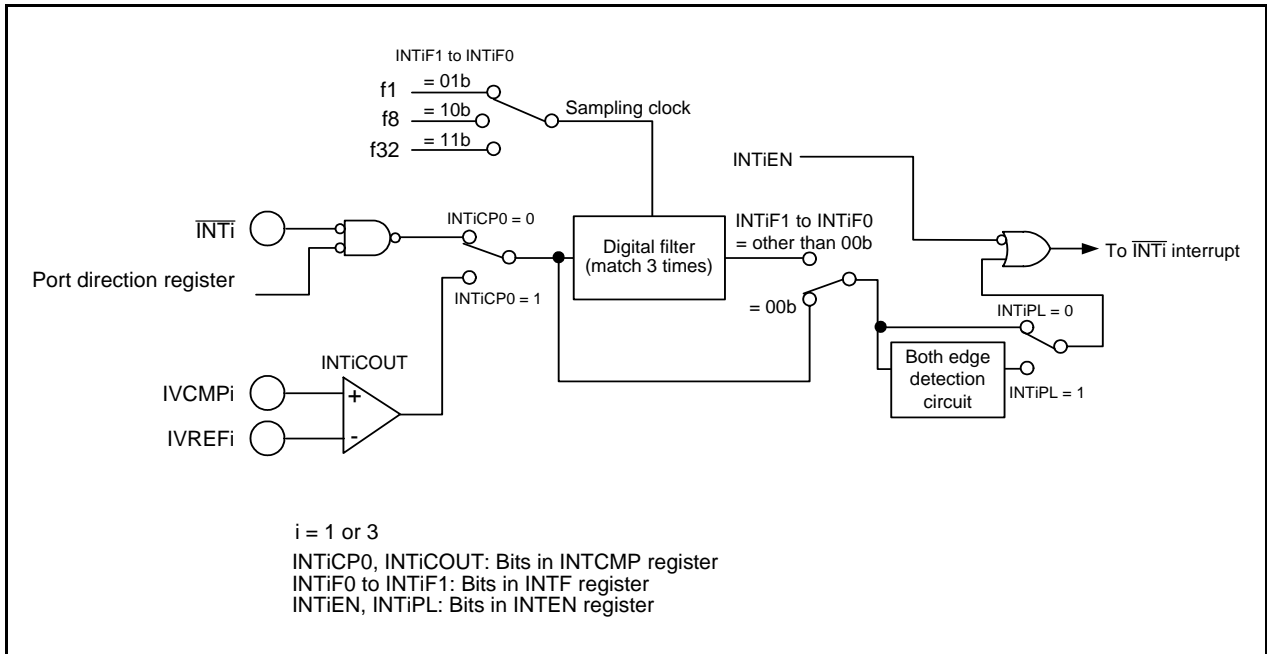 INTiF1 to INTiF0
f1
= 01b
f8
= 10b
f32
= 11b
Sampling clock
INTiEN
INTi
Port direction register
INTiCP0 = 0
INTiCP0 = 1
Digital filter
(match 3 times)
INTiF1 to INTiF0
= other than 00b
= 00b
To INTi interrupt
INTiPL = 0
Both edge
detection
circuit
INTiPL = 1
INTiCOUT
IVCMPi
+
IVREFi
-
i = 1 or 3
INTiCP0, INTiCOUT: Bits in INTCMP register
INTiF0 to INTiF1: Bits in INTF register
INTiEN, INTiPL: Bits in INTEN register